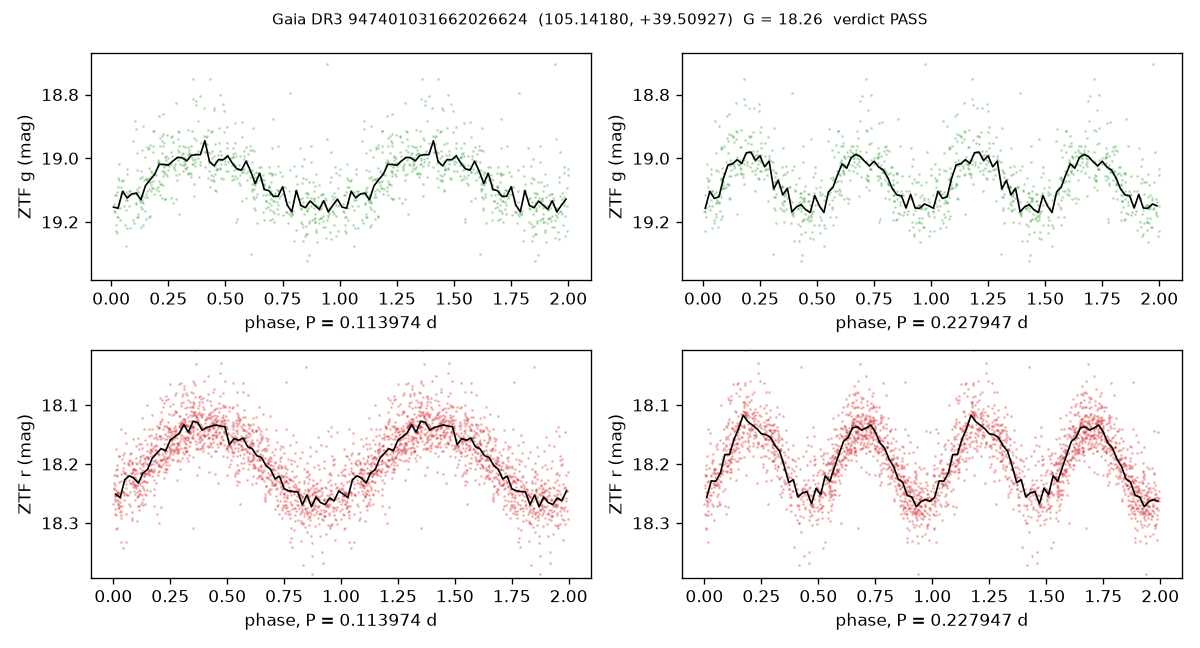 Gaia DR3 947401031662026624 (105.14180, +39.50927) G = 18.26 verdict PASS
ZTF g (mag)
18.8
19.0
19.2
0.00 0.25 0.50 0.75 1.00 1.25 1.50 1.75 2.00
phase, P = 0.113974 d
ZTF g (mag)
18.8
19.0
19.2
0.00 0.25 0.50 0.75 1.00 1.25 1.50 1.75 2.00
phase, P = 0.227947 d
ZTF r (mag)
18.1
18.2
18.3
0.00 0.25 0.50 0.75 1.00 1.25 1.50 1.75 2.00
phase, P = 0.113974 d
ZTF r (mag)
18.1
18.2
18.3
0.00 0.25 0.50 0.75 1.00 1.25 1.50 1.75 2.00
phase, P = 0.227947 d